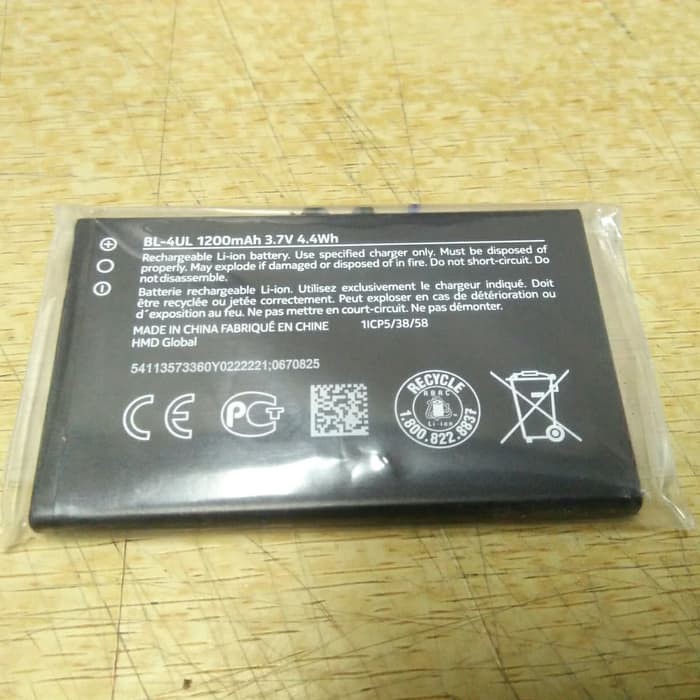 BL-4UL 1200mAh 3.7V 4.4Wh
Rechargeable Li-ion battery. Use specified charger only. Must be disposed of
properly. May explode if damaged or disposed of in fire. Do not short-circuit. Do
not disassemble.
Batterie rechargeable Li-ion. Utilisez exclusivement le chargeur indiqué. Doit
être recyclée ou jetée correctement. Peut exploser en cas de détérioration ou
d´exposition au feu. Ne pas mettre en court-circuit. Ne pas démonter.
MADE IN CHINA FABRIQUÉ EN CHINE 1ICP5/38/58
HMD Global
54113573360Y0222221;0670825
CE
PCT
RECYCLE
RBRC
Li-ion
1.800.822.8837